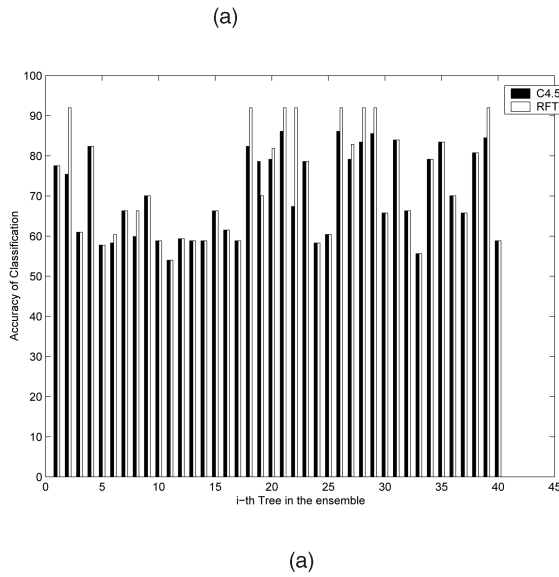 (a)
100
90
80
70
60
50
40
30
20
10
0
Accuracy of Classification
C4.5
RFT
0 5 10 15 20 25 30 35 40 45
i−th Tree in the ensemble
(a)